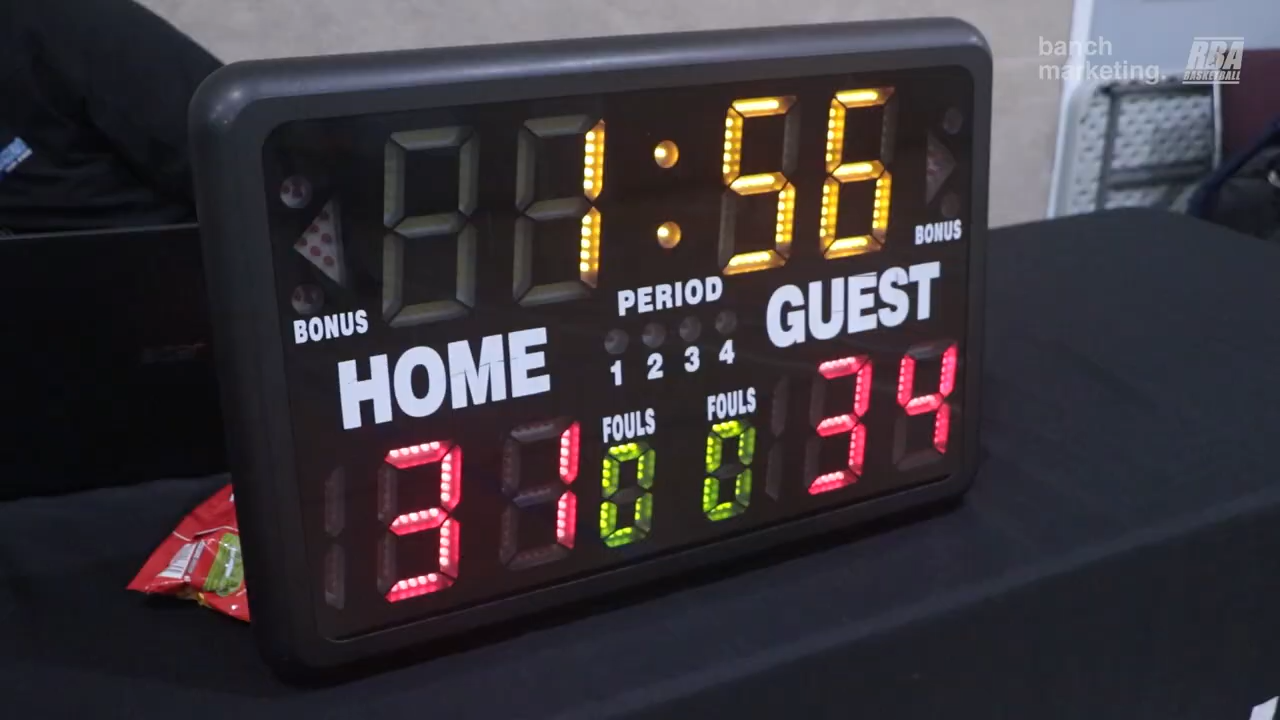 banch
marketing.
RBA
BASKETBALL
1:56
BONUS
BONUS
PERIOD
1 2 3 4
HOME
GUEST
FOULS
FOULS
31
0
0
34